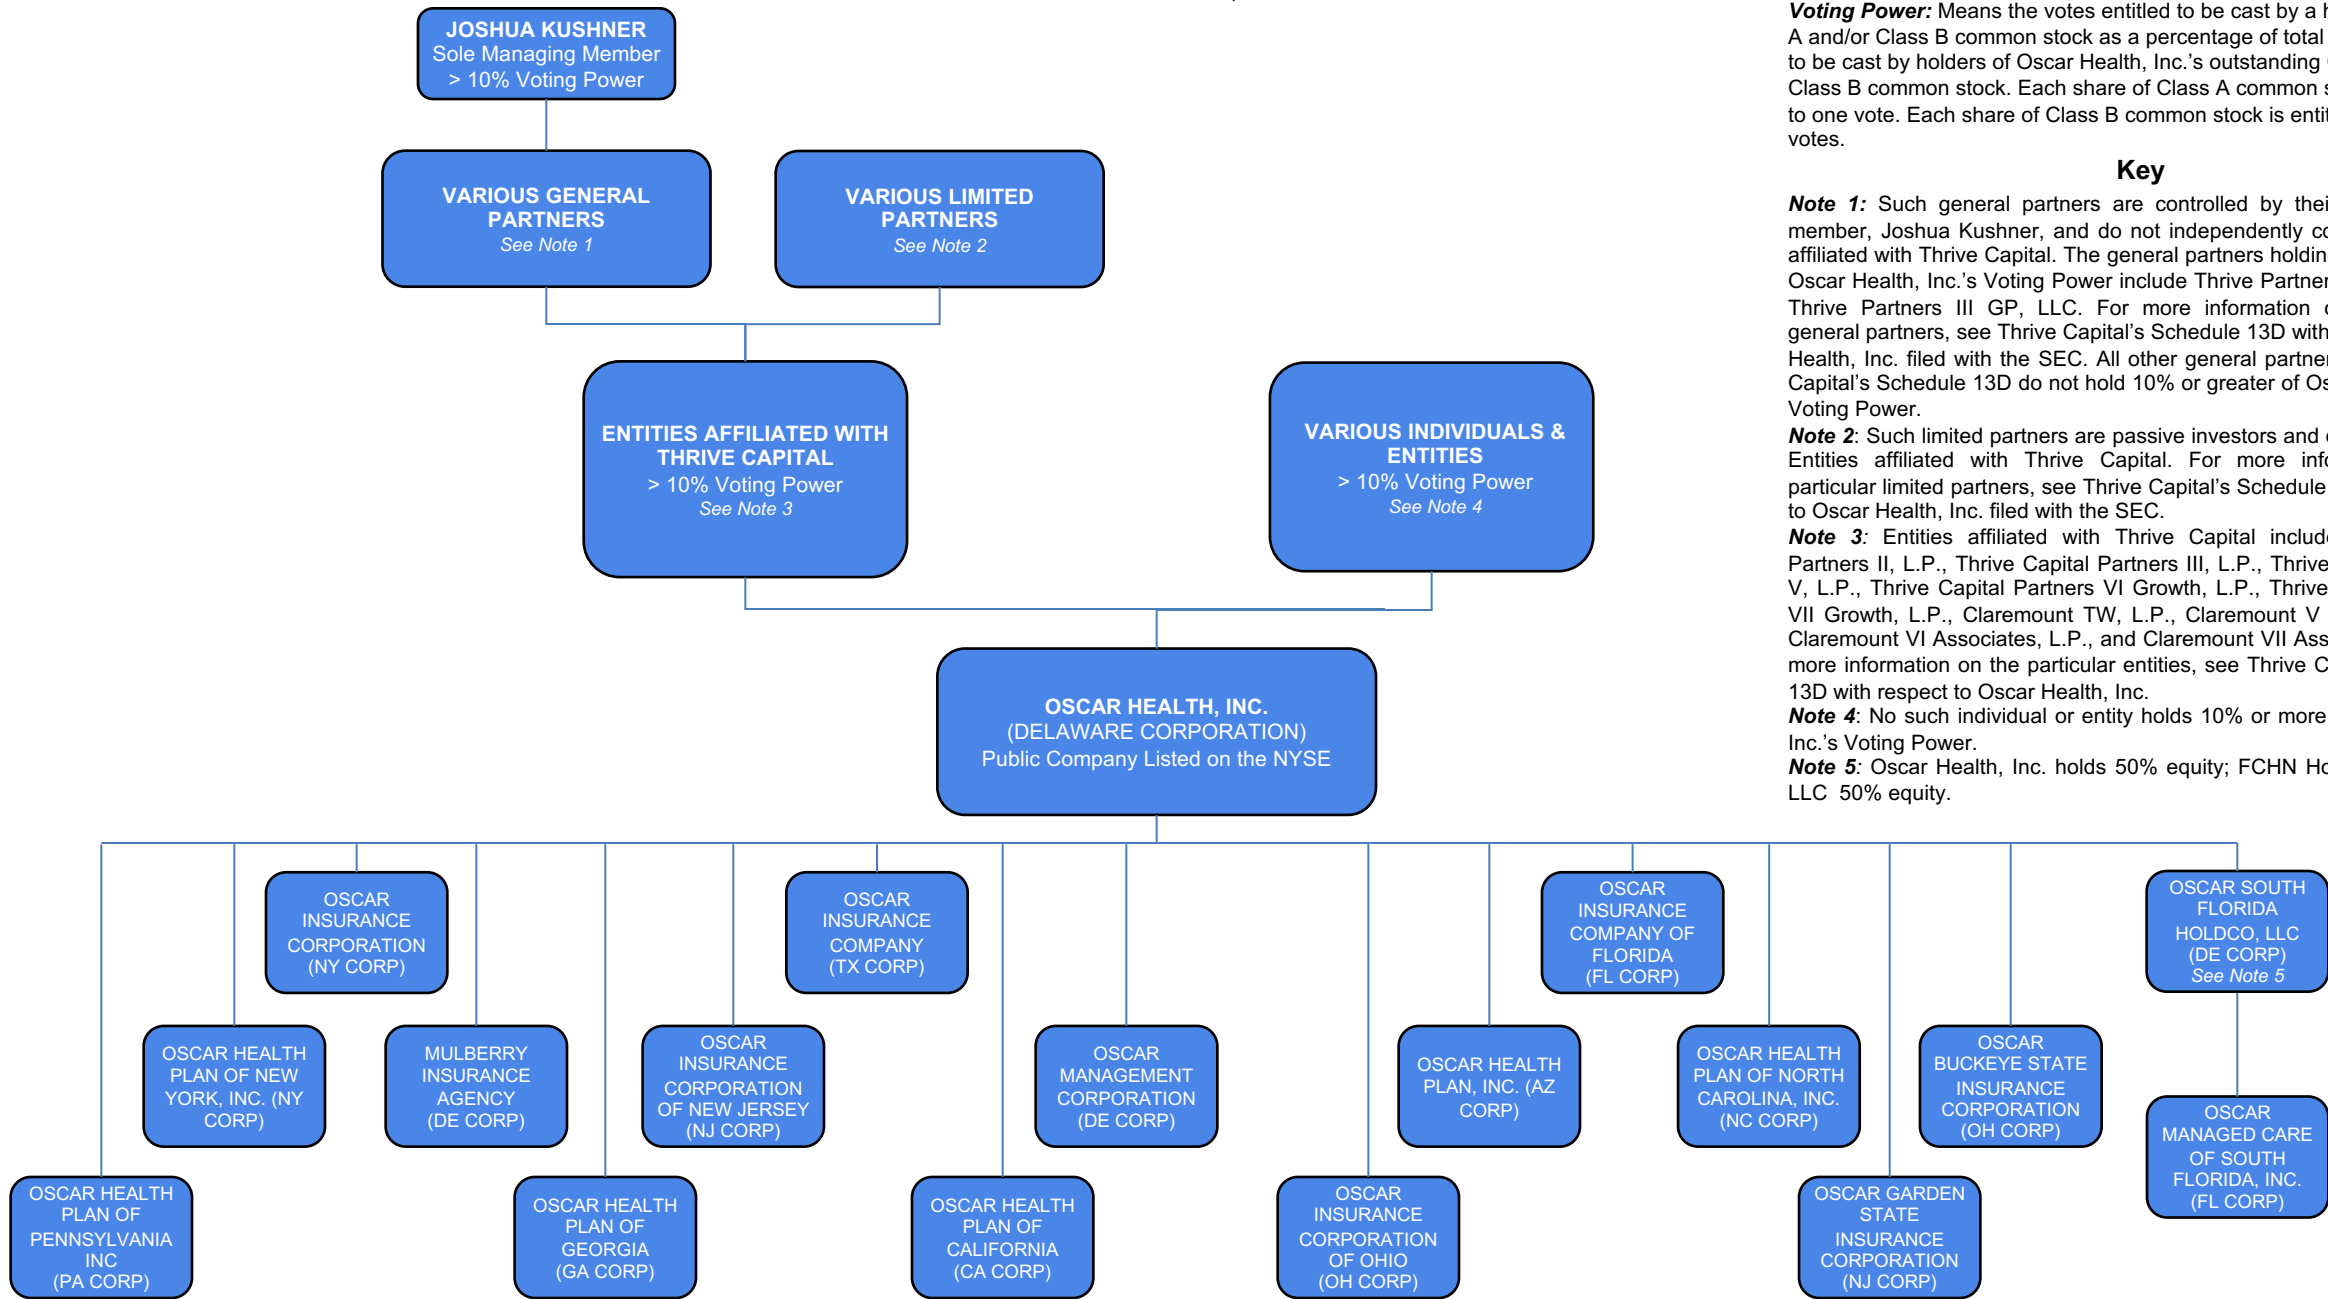 JOSHUA KUSHNER
Sole Managing Member
> 10% Voting Power
VARIOUS GENERAL
PARTNERS
See Note 1
VARIOUS LIMITED
PARTNERS
See Note 2
ENTITIES AFFILIATED WITH
THRIVE CAPITAL
> 10% Voting Power
See Note 3
VARIOUS INDIVIDUALS &
ENTITIES
> 10% Voting Power
See Note 4
OSCAR HEALTH, INC.
(DELAWARE CORPORATION)
Public Company Listed on the NYSE
Voting Power: Means the votes entitled to be cast by a
A and/or Class B common stock as a percentage of total
to be cast by holders of Oscar Health, Inc.’s outstanding
Class B common stock. Each share of Class A common
to one vote. Each share of Class B common stock is
votes.
Key
Note 1: Such general partners are controlled by
member, Joshua Kushner, and do not independently
affiliated with Thrive Capital. The general partners
Oscar Health, Inc.’s Voting Power include Thrive
Thrive Partners III GP, LLC. For more information
general partners, see Thrive Capital’s Schedule 13D with
Health, Inc. filed with the SEC. All other general
Capital’s Schedule 13D do not hold 10% or greater of
Voting Power.
Note 2: Such limited partners are passive investors and
Entities affiliated with Thrive Capital. For more
particular limited partners, see Thrive Capital’s Schedule
to Oscar Health, Inc. filed with the SEC.
Note 3: Entities affiliated with Thrive Capital
Partners II, L.P., Thrive Capital Partners III, L.P., Thrive
V, L.P., Thrive Capital Partners VI Growth, L.P., Thrive
VII Growth, L.P., Claremount TW, L.P., Claremount V
Claremount VI Associates, L.P., and Claremount VII
more information on the particular entities, see Thrive
13D with respect to Oscar Health, Inc.
Note 4: No such individual or entity holds 10% or more
Inc.’s Voting Power.
Note 5: Oscar Health, Inc. holds 50% equity; FCHN
LLC 50% equity.
OSCAR
INSURANCE
CORPORATION
(NY CORP)
OSCAR
INSURANCE
COMPANY
(TX CORP)
OSCAR
INSURANCE
COMPANY OF
FLORIDA
(FL CORP)
OSCAR SOUTH
FLORIDA
HOLDCO, LLC
(DE CORP)
See Note 5
OSCAR HEALTH
PLAN OF NEW
YORK, INC. (NY
CORP)
MULBERRY
INSURANCE
AGENCY
(DE CORP)
OSCAR
INSURANCE
CORPORATION
OF NEW JERSEY
(NJ CORP)
OSCAR
MANAGEMENT
CORPORATION
(DE CORP)
OSCAR HEALTH
PLAN, INC. (AZ
CORP)
OSCAR HEALTH
PLAN OF NORTH
CAROLINA, INC.
(NC CORP)
OSCAR
BUCKEYE STATE
INSURANCE
CORPORATION
(OH CORP)
OSCAR
MANAGED CARE
OF SOUTH
FLORIDA, INC.
(FL CORP)
OSCAR HEALTH
PLAN OF
PENNSYLVANIA
INC
(PA CORP)
OSCAR HEALTH
PLAN OF
GEORGIA
(GA CORP)
OSCAR HEALTH
PLAN OF
CALIFORNIA
(CA CORP)
OSCAR
INSURANCE
CORPORATION
OF OHIO
(OH CORP)
OSCAR GARDEN
STATE
INSURANCE
CORPORATION
(NJ CORP)